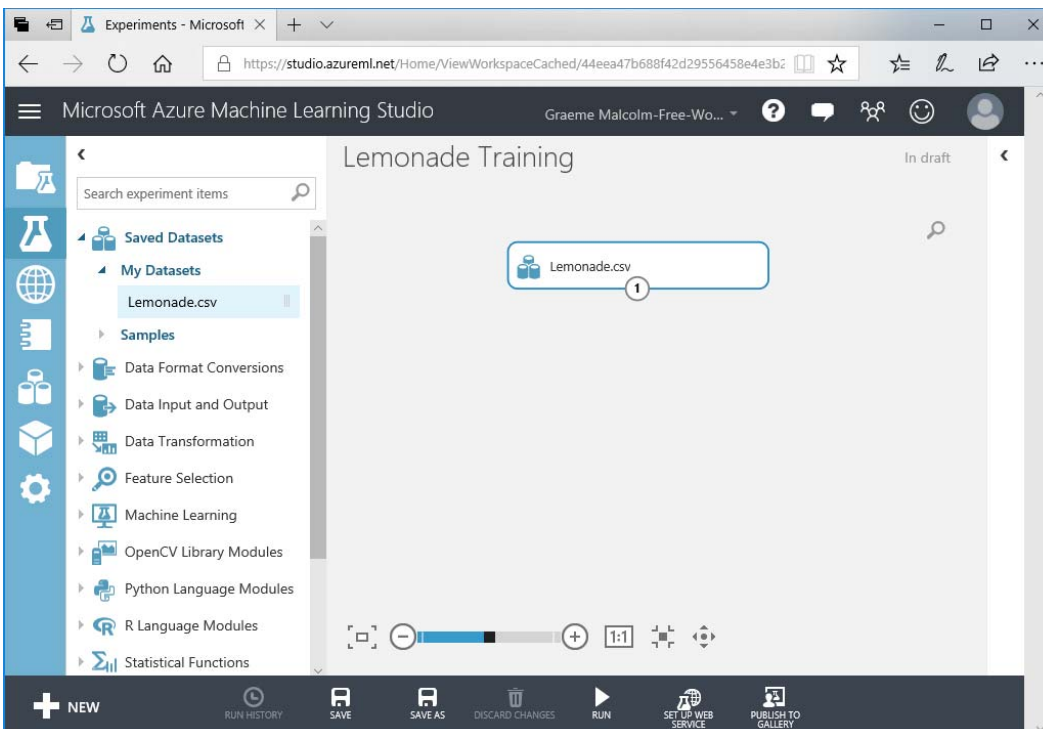 Experiments - Microsoft
https://studio.azureml.net/Home/ViewWorkspaceCached/44eea47b688f42d29556458e4e3b2
Microsoft Azure Machine Learning Studio
Graeme Malcolm-Free-Wo...
Search experiment items
Saved Datasets
My Datasets
Lemonade.csv
Samples
Data Format Conversions
Data Input and Output
Data Transformation
Feature Selection
Machine Learning
OpenCV Library Modules
Python Language Modules
R Language Modules
Statistical Functions
Lemonade Training
In draft
Lemonade.csv
1
1:1
NEW
RUN HISTORY
SAVE
SAVE AS
DISCARD CHANGES
RUN
SET UP WEB
SERVICE
PUBLISH TO
GALLERY